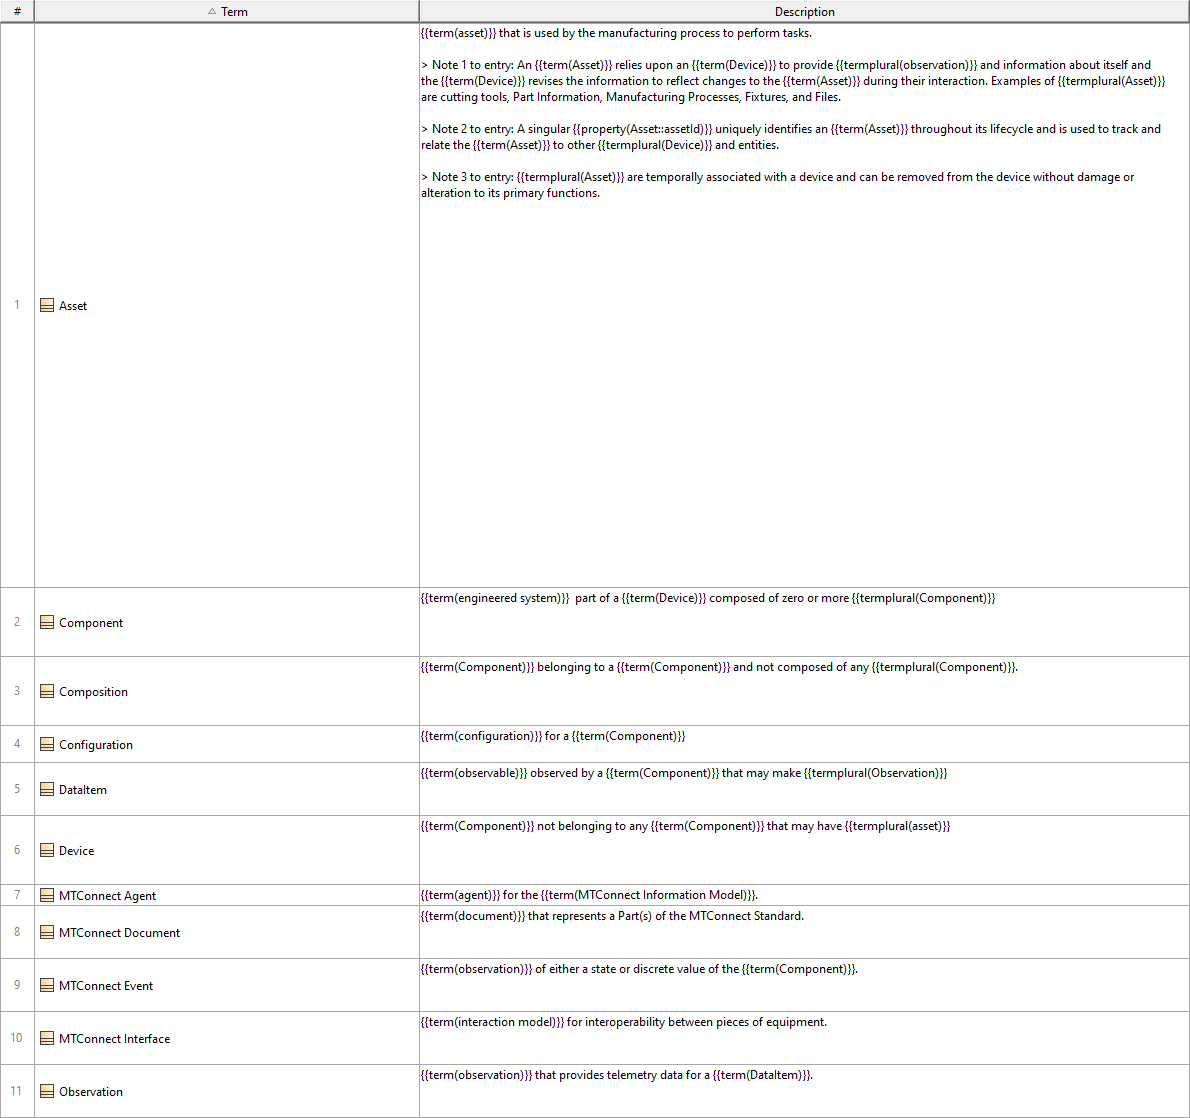 # △ Term Description
{{term(asset)}} that is used by the manufacturing process to perform tasks.
> Note 1 to entry: An {{term(Asset)}} relies upon an {{term(Device)}} to provide {{termplural(observation)}} and information about itself and
the {{term(Device)}} revises the information to reflect changes to the {{term(Asset)}} during their interaction. Examples of {{termplural(Asset)}}
are cutting tools, Part Information, Manufacturing Processes, Fixtures, and Files.
> Note 2 to entry: A singular {{property(Asset::assetId)}} uniquely identifies an {{term(Asset)}} throughout its lifecycle and is used to track and
relate the {{term(Asset)}} to other {{termplural(Device)}} and entities.
> Note 3 to entry: {{termplural(Asset)}} are temporally associated with a device and can be removed from the device without damage or
alteration to its primary functions.
1 Asset
{{term(engineered system)}}  part of a {{term(Device)}} composed of zero or more {{termplural(Component)}}
2 Component
{{term(Component)}} belonging to a {{term(Component)}} and not composed of any {{termplural(Component)}}.
3 Composition
{{term(configuration)}} for a {{term(Component)}}
4 Configuration
{{term(observable)}} observed by a {{term(Component)}} that may make {{termplural(Observation)}}
5 DataItem
{{term(Component)}} not belonging to any {{term(Component)}} that may have {{termplural(asset)}}
6 Device
7 MTConnect Agent {{term(agent)}} for the {{term(MTConnect Information Model)}}.
{{term(document)}} that represents a Part(s) of the MTConnect Standard.
8 MTConnect Document
{{term(observation)}} of either a state or discrete value of the {{term(Component)}}.
9 MTConnect Event
{{term(interaction model)}} for interoperability between pieces of equipment.
10 MTConnect Interface
{{term(observation)}} that provides telemetry data for a {{term(DataItem)}}.
11 Observation